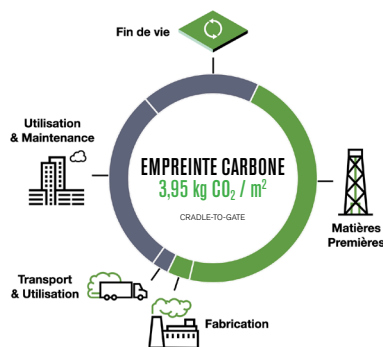 Fin de vie
Utilisation
& Maintenance
EMPREINTE CARBONE
3,95 kg CO₂ / m²
CRADLE-TO-GATE
Matières
Premières
Transport
& Utilisation
Fabrication